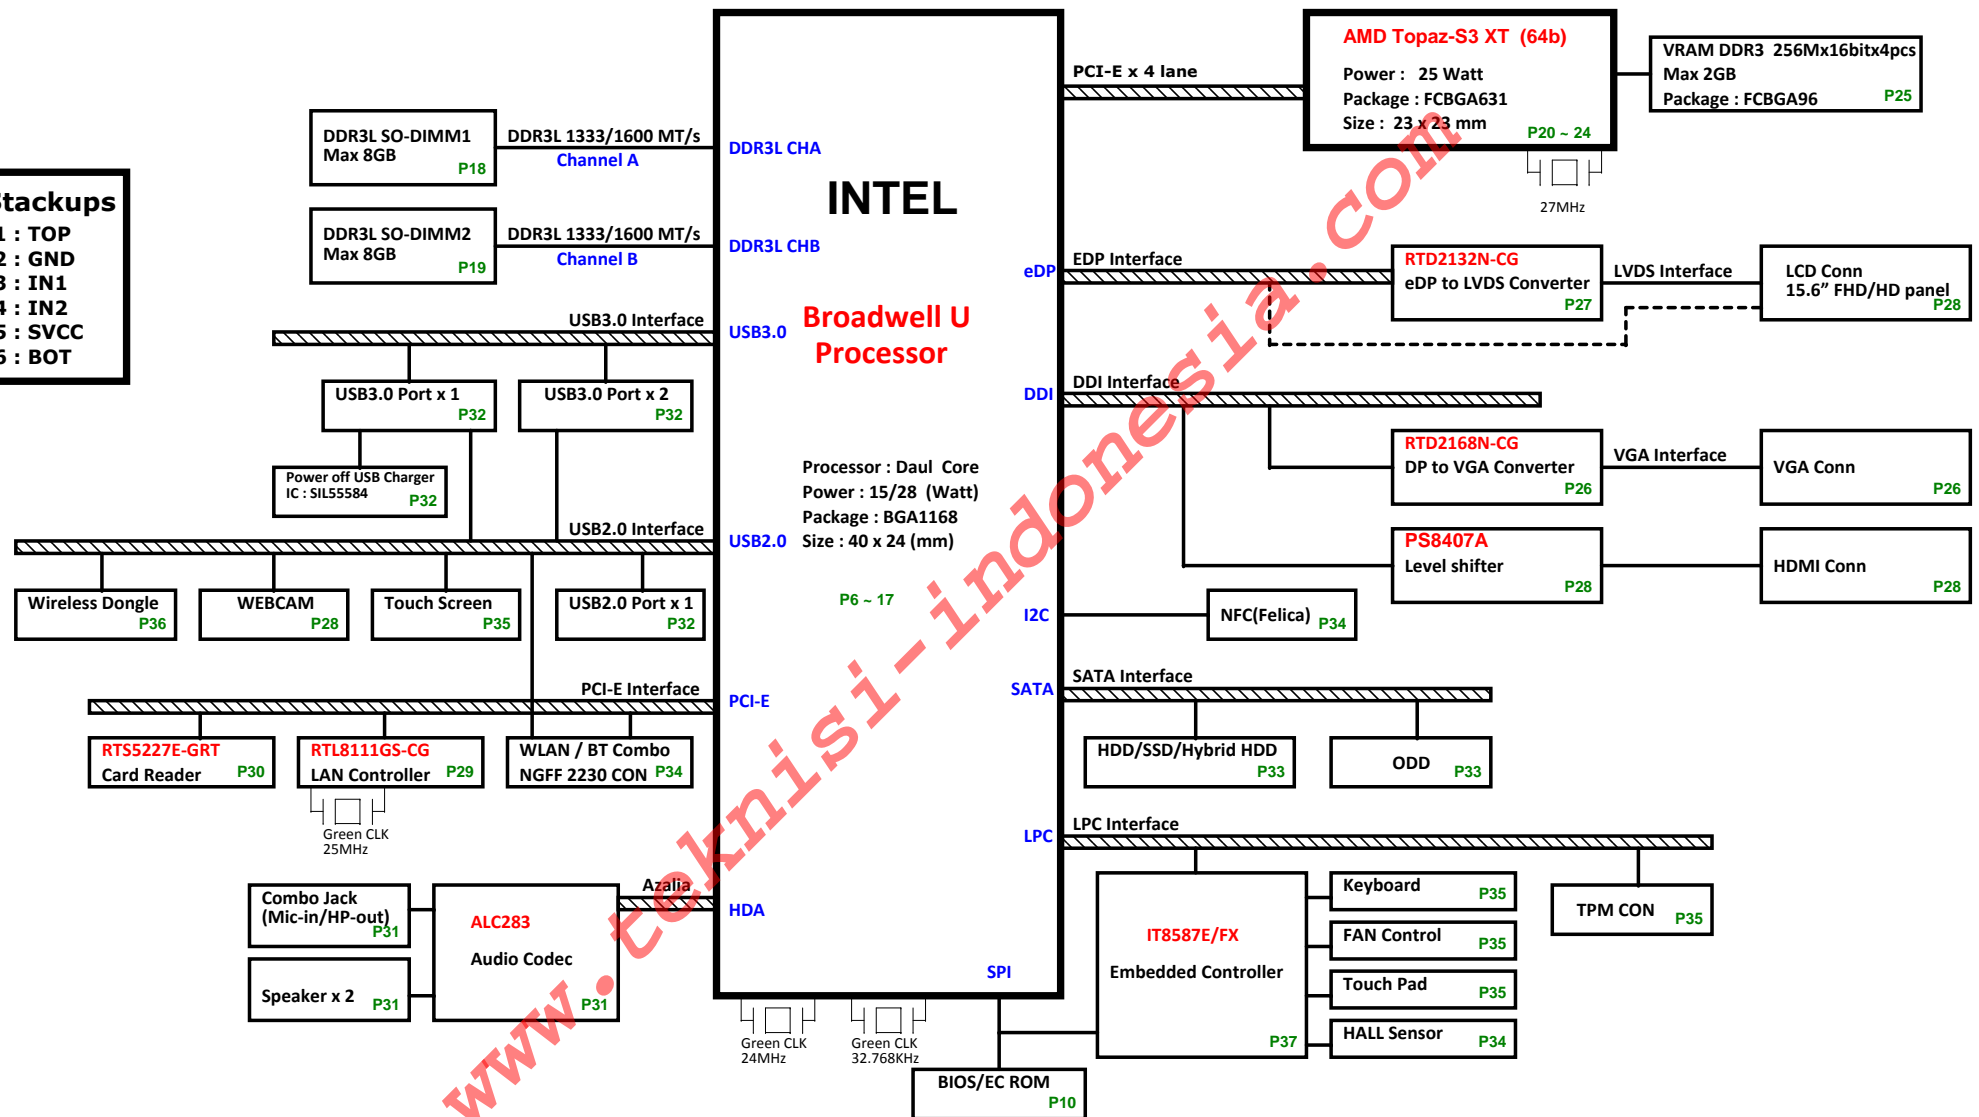 Stackups
1 : TOP
2 : GND
3 : IN1
4 : IN2
5 : SVCC
6 : BOT
DDR3L SO-DIMM1
Max 8GB
P18
DDR3L 1333/1600 MT/s
Channel A
DDR3L SO-DIMM2
Max 8GB
P19
DDR3L 1333/1600 MT/s
Channel B
USB3.0 Interface
USB3.0 Port x 1
P32
USB3.0 Port x 2
P32
Power off USB Charger
IC : SIL55584
P32
USB2.0 Interface
Wireless Dongle
P36
WEBCAM
P28
Touch Screen
P35
USB2.0 Port x 1
P32
PCI-E Interface
RTS5227E-GRT
Card Reader
P30
RTL8111GS-CG
LAN Controller
P29
Green CLK
25MHz
WLAN / BT Combo
NGFF 2230 CON
P34
Combo Jack
(Mic-in/HP-out)
P31
Speaker x 2
P31
ALC283
Audio Codec
P31
Azalia
DDR3L CHA
DDR3L CHB
USB3.0
USB2.0
PCI-E
HDA
INTEL
Broadwell U
Processor
Processor : Daul Core
Power : 15/28 (Watt)
Package : BGA1168
Size : 40 x 24 (mm)
P6 ~ 17
eDP
DDI
I2C
SATA
LPC
SPI
Green CLK
24MHz
Green CLK
32.768KHz
BIOS/EC ROM
P10
PCI-E x 4 lane
AMD Topaz-S3 XT (64b)
Power : 25 Watt
Package : FCBGA631
Size : 23 x 23 mm
P20 ~ 24
27MHz
VRAM DDR3 256Mx16bitx4pcs
Max 2GB
Package : FCBGA96
P25
EDP Interface
RTD2132N-CG
eDP to LVDS Converter
P27
LVDS Interface
LCD Conn
15.6” FHD/HD panel
P28
DDI Interface
RTD2168N-CG
DP to VGA Converter
P26
VGA Interface
VGA Conn
P26
PS8407A
Level shifter
P28
HDMI Conn
P28
NFC(Felica)
P34
SATA Interface
HDD/SSD/Hybrid HDD
P33
ODD
P33
LPC Interface
IT8587E/FX
Embedded Controller
P37
Keyboard
P35
FAN Control
P35
Touch Pad
P35
HALL Sensor
P34
TPM CON
P35
www.teknisi-indonesia.com